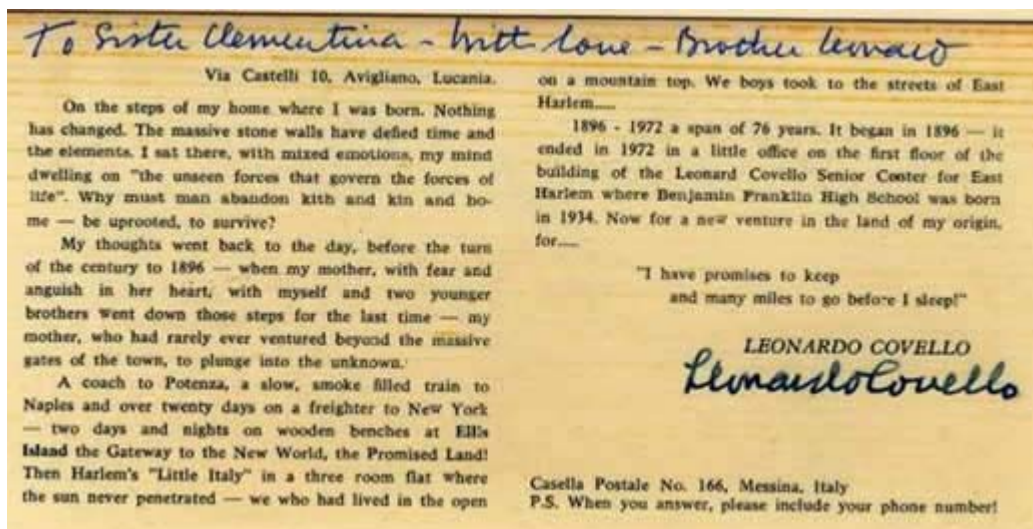 To Sister Clementina - With love - Brother Leonard
Via Castelli 10, Avigliano, Lucania.
On the steps of my home where I was born. Nothing
has changed. The massive stone walls have defied time and
the elements. I sat there, with mixed emotions, my mind
dwelling on "the unseen forces that govern the forces of
life". Why must man abandon kith and kin and ho-
me — be uprooted, to survive?
My thoughts went back to the day, before the turn
of the century to 1896 — when my mother, with fear and
anguish in her heart, with myself and two younger
brothers went down those steps for the last time — my
mother, who had rarely ever ventured beyond the massive
gates of the town, to plunge into the unknown.
A coach to Potenza, a slow, smoke filled train to
Naples and over twenty days on a freighter to New York
— two days and nights on wooden benches at Ellis
Island the Gateway to the New World, the Promised Land!
Then Harlem's "Little Italy" in a three room flat where
the sun never penetrated — we who had lived in the open
on a mountain top. We boys took to the streets of East
Harlem.....
1896 - 1972 a span of 76 years. It began in 1896 — it
ended in 1972 in a little office on the first floor of the
building of the Leonard Covello Senior Center for East
Harlem where Benjamin Franklin High School was born
in 1934. Now for a new venture in the land of my origin,
for.....
"I have promises to keep
and many miles to go before I sleep!"
LEONARDO COVELLO
Leonardo Covello
Casella Postale No. 166, Messina, Italy
P.S. When you answer, please include your phone number!